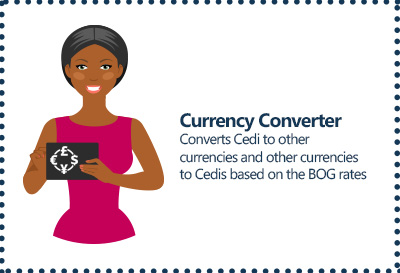 Currency Converter
Converts Cedi to other
currencies and other currencies
to Cedis based on the BOG rates
£
€ $
¥